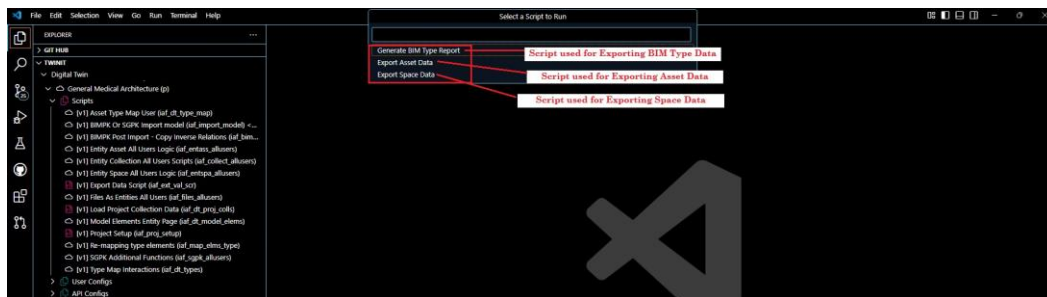 File Edit Selection View Go Run Terminal Help
Select a Script to Run
EXPLORER
GIT HUB
TWINIT
Digital Twin
General Medical Architecture (p)
Scripts
[v1] Asset Type Map User (iaf_dt_type_map)
[v1] BIMPK Or SGPK Import model (iaf_import_model) <...
[v1] BIMPK Post Import - Copy Inverse Relations (iaf_bim...
[v1] Entity Asset All Users Logic (iaf_entass_allusers)
[v1] Entity Collection All Users Scripts (iaf_collect_allusers)
[v1] Entity Space All Users Logic (iaf_entspa_allusers)
[v1] Export Data Script (iaf_ext_val_scr)
[v1] Files As Entities All Users (iaf_files_allusers)
[v1] Load Project Collection Data (iaf_dt_proj_colls)
[v1] Model Elements Entity Page (iaf_dt_model_elems)
[v1] Project Setup (iaf_proj_setup)
[v1] Re-mapping type elements (iaf_map_elms_type)
[v1] SGPK Additional Functions (iaf_sgpk_allusers)
[v1] Type Map Interactions (iaf_dt_types)
User Configs
API Configs
Generate BIM Type Report
Export Asset Data
Export Space Data
Script used for Exporting BIM Type Data
Script used for Exporting Asset Data
Script used for Exporting Space Data